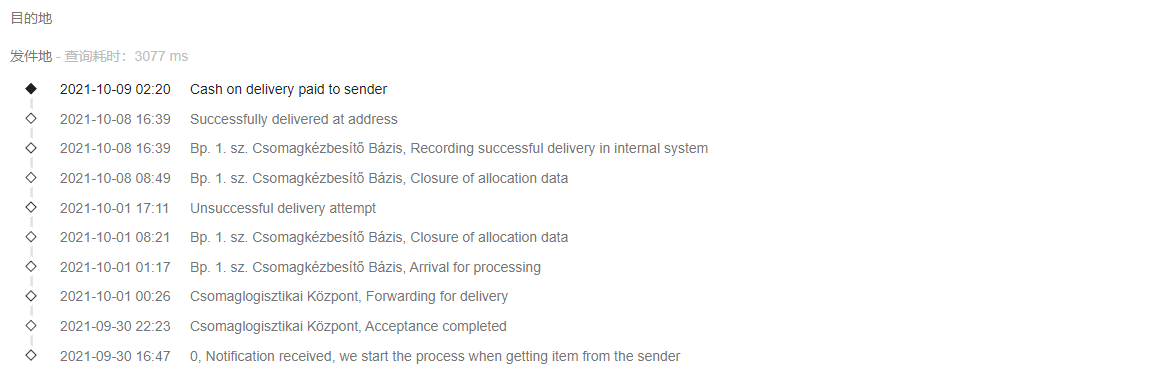 目的地
发件地 - 查询耗时：3077 ms
2021-10-09 02:20 Cash on delivery paid to sender
2021-10-08 16:39 Successfully delivered at address
2021-10-08 16:39 Bp. 1. sz. Csomagkézbesítő Bázis, Recording successful delivery in internal system
2021-10-08 08:49 Bp. 1. sz. Csomagkézbesítő Bázis, Closure of allocation data
2021-10-01 17:11 Unsuccessful delivery attempt
2021-10-01 08:21 Bp. 1. sz. Csomagkézbesítő Bázis, Closure of allocation data
2021-10-01 01:17 Bp. 1. sz. Csomagkézbesítő Bázis, Arrival for processing
2021-10-01 00:26 Csomaglogisztikai Központ, Forwarding for delivery
2021-09-30 22:23 Csomaglogisztikai Központ, Acceptance completed
2021-09-30 16:47 0, Notification received, we start the process when getting item from the sender